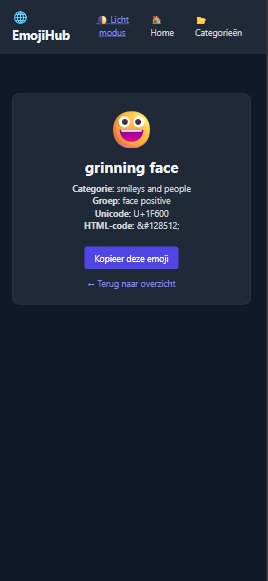 🌐 EmojiHub
🌓 Licht modus
🏠 Home
📂 Categorieën
😀
grinning face
Categorie: smileys and people
Groep: face positive
Unicode: U+1F600
HTML-code: &#128512;
Kopieer deze emoji
← Terug naar overzicht